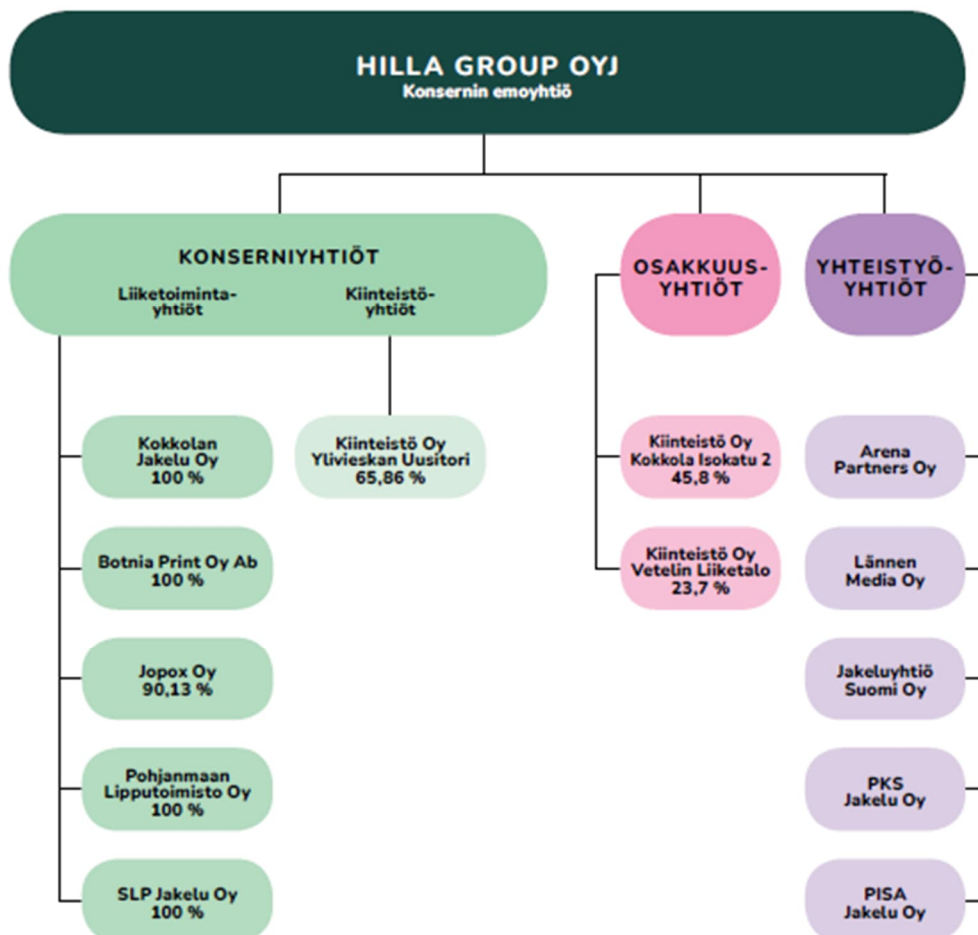 HILLA GROUP OYJ
Konsernin emoyhtiö
KONSERNIYHTIÖT
Liiketoiminta-
yhtiöt
Kiinteistö-
yhtiöt
Kokkolan
Jakelu Oy
100 %
Botnia Print Oy Ab
100 %
Jopox Oy
90,13 %
Pohjanmaan
Lipputoimisto Oy
100 %
SLP Jakelu Oy
100 %
Kiinteistö Oy
Ylivieskan Uusitori
65,86 %
OSAKKUUS-
YHTIÖT
Kiinteistö Oy
Kokkola Isokatu 2
45,8 %
Kiinteistö Oy
Vetelin Liiketalo
23,7 %
YHTEISTYÖ-
YHTIÖT
Arena
Partners Oy
Lännen
Media Oy
Jakeluyhtiö
Suomi Oy
PKS
Jakelu Oy
PISA
Jakelu Oy